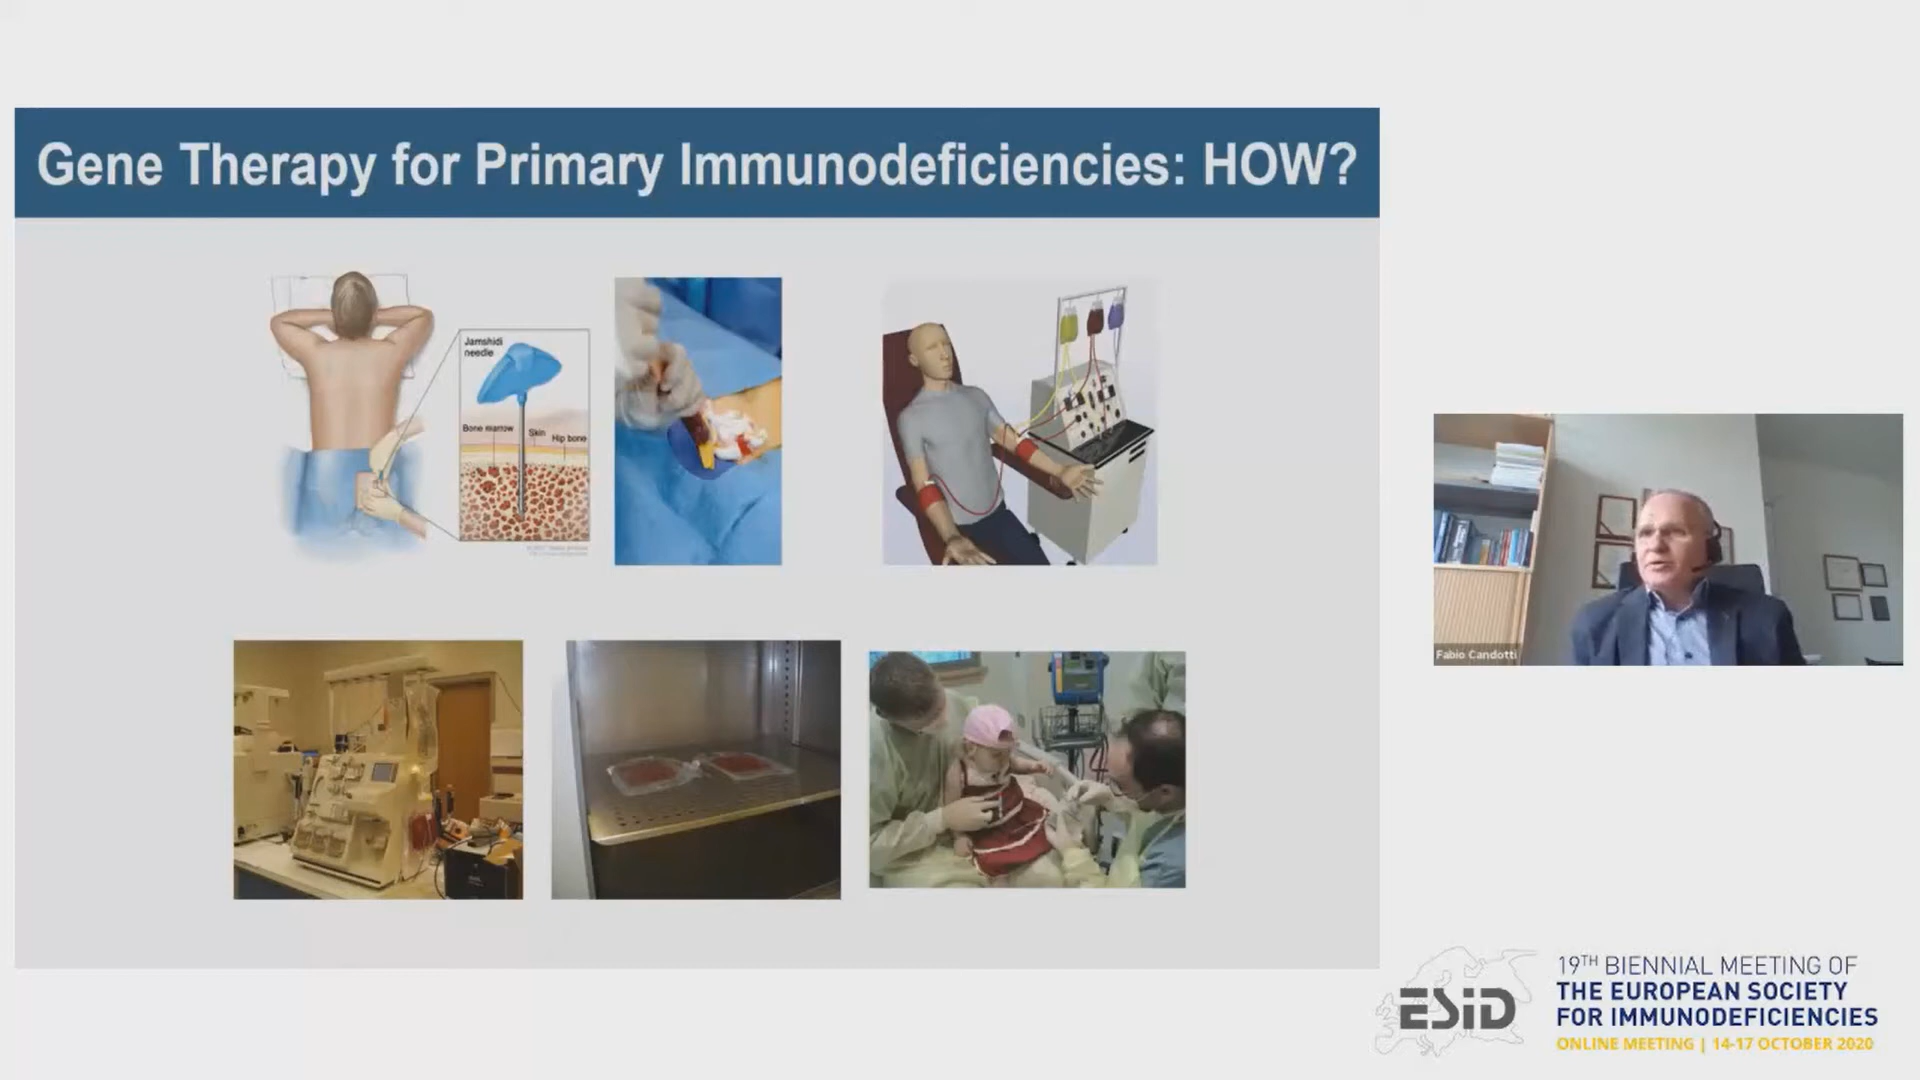 Gene Therapy for Primary Immunodeficiencies: HOW?
Jamshidi
needle
Bone marrow
Skin
Hip bone
Fabio Candotti
ESiD
19TH BIENNIAL MEETING OF
THE EUROPEAN SOCIETY
FOR IMMUNODEFICIENCIES
ONLINE MEETING | 14-17 OCTOBER 2020